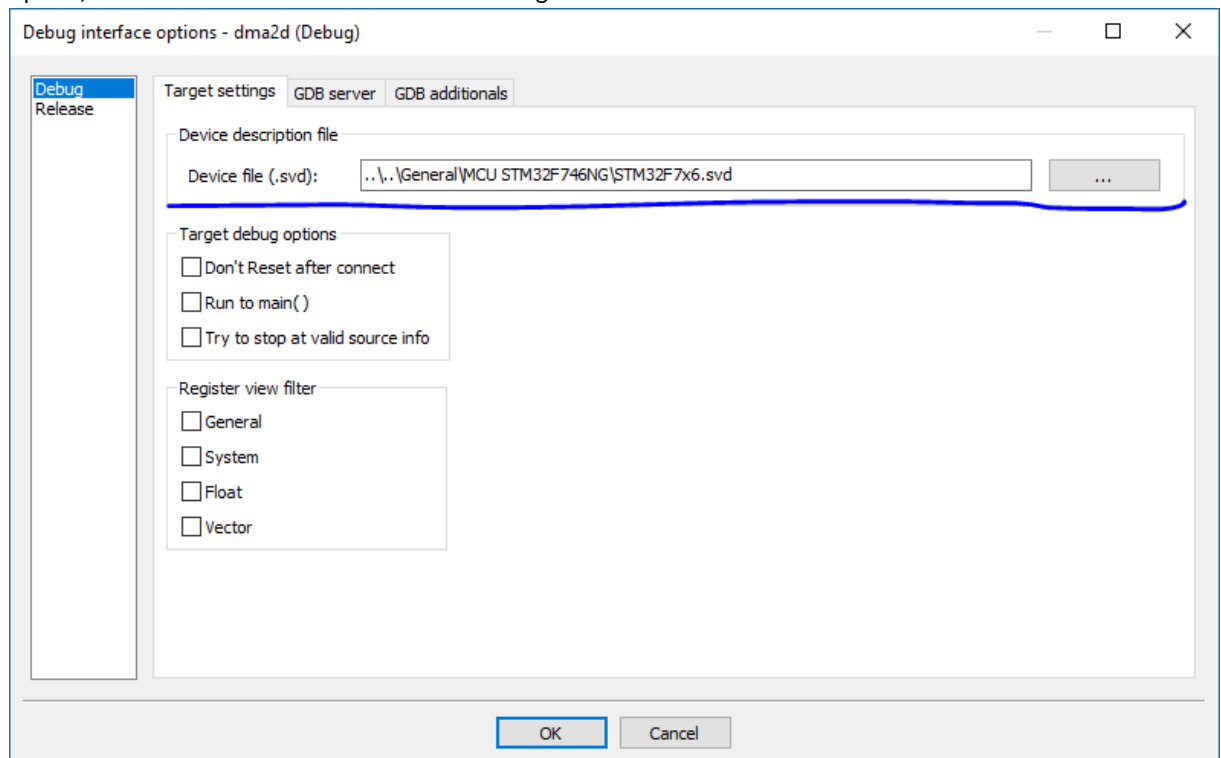 Debug interface options - dma2d (Debug)
Debug
Release
Target settings GDB server GDB additionals
Device description file
Device file (.svd): ..\..\General\MCU STM32F746NG\STM32F7x6.svd ...
Target debug options
Don't Reset after connect
Run to main( )
Try to stop at valid source info
Register view filter
General
System
Float
Vector
OK Cancel